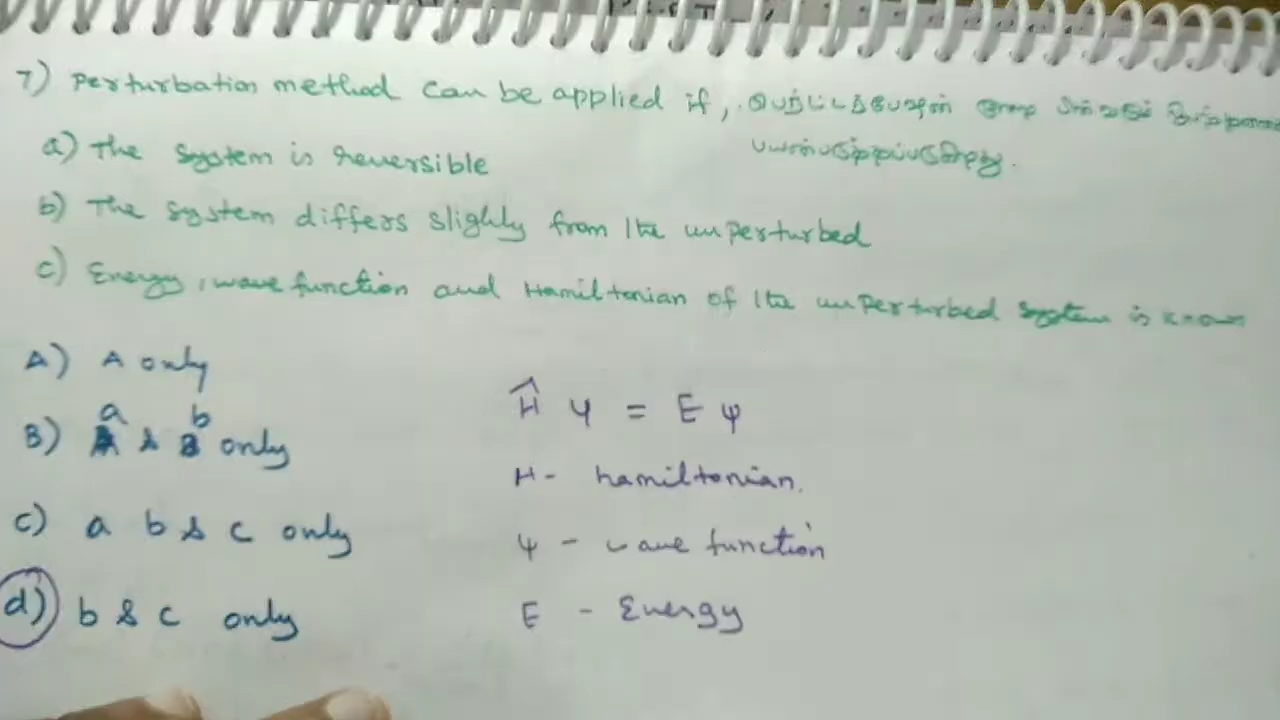 7) Perturbation method can be applied if,
a) The system is reversible
b) The system differs slighly from the unperturbed
c) Energy, wave function and Hamiltonian of the unperturbed system is known
A) A only
a b
B) A & B only
c) a b & c only
d) b & c only
Ĥ ψ = E ψ
H - hamiltonian.
ψ - wave function
E - Energy